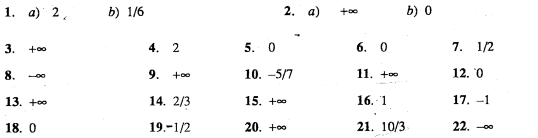 1. a) 2 b) 1/6 2. a) +∞ b) 0
3. +∞ 4. 2 5. 0 6. 0 7. 1/2
8. –∞ 9. +∞ 10. –5/7 11. +∞ 12. 0
13. +∞ 14. 2/3 15. +∞ 16. 1 17. –1
18. 0 19. –1/2 20. +∞ 21. 10/3 22. –∞